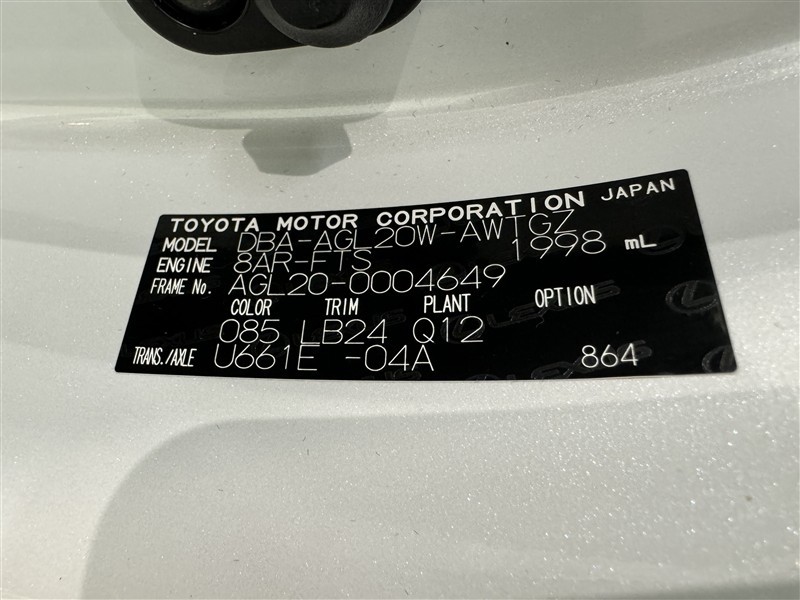 TOYOTA MOTOR CORPORATION JAPAN
MODEL DBA-AGL20W-AWTGZ
ENGINE 8AR-FTS 1998 mL
FRAME No. AGL20-0004649
COLOR TRIM PLANT OPTION
085 LB24 Q12
TRANS./AXLE U661E -04A 864